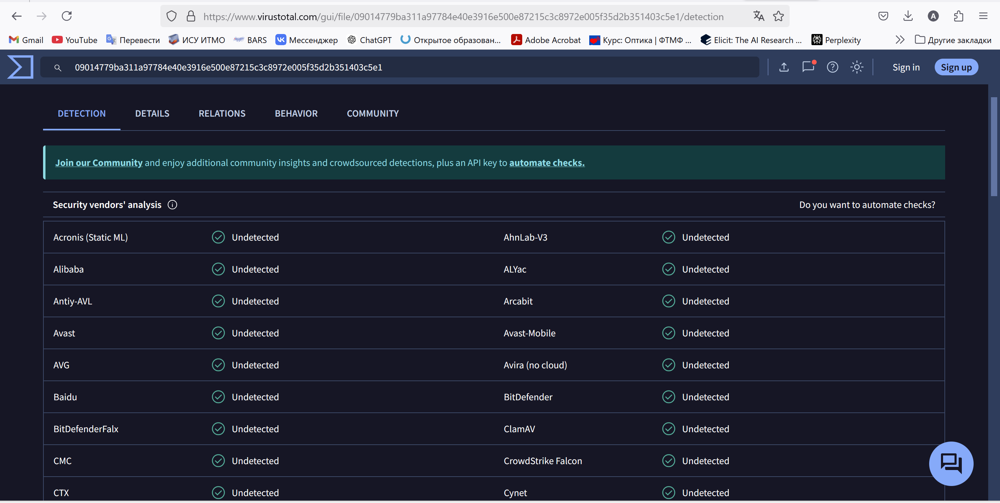 https://www.virustotal.com/gui/file/09014779ba311a97784e40e3916e500e87215c3c8972e005f35d2b351403c5e1/detection
A
Gmail YouTube Перевести ИСУ ИТМО BARS Мессенджер ChatGPT Открытое образован... Adobe Acrobat Курс: Оптика | ФТМФ ... Elicit: The AI Research ... Perplexity Другие закладки
09014779ba311a97784e40e3916e500e87215c3c8972e005f35d2b351403c5e1 Sign in Sign up
DETECTION DETAILS RELATIONS BEHAVIOR COMMUNITY
Join our Community and enjoy additional community insights and crowdsourced detections, plus an API key to automate checks.
Security vendors' analysis Do you want to automate checks?
Acronis (Static ML) Undetected AhnLab-V3 Undetected
Alibaba Undetected ALYac Undetected
Antiy-AVL Undetected Arcabit Undetected
Avast Undetected Avast-Mobile Undetected
AVG Undetected Avira (no cloud) Undetected
Baidu Undetected BitDefender Undetected
BitDefenderFalx Undetected ClamAV Undetected
CMC Undetected CrowdStrike Falcon Undetected
CTX Undetected Cynet Undetected